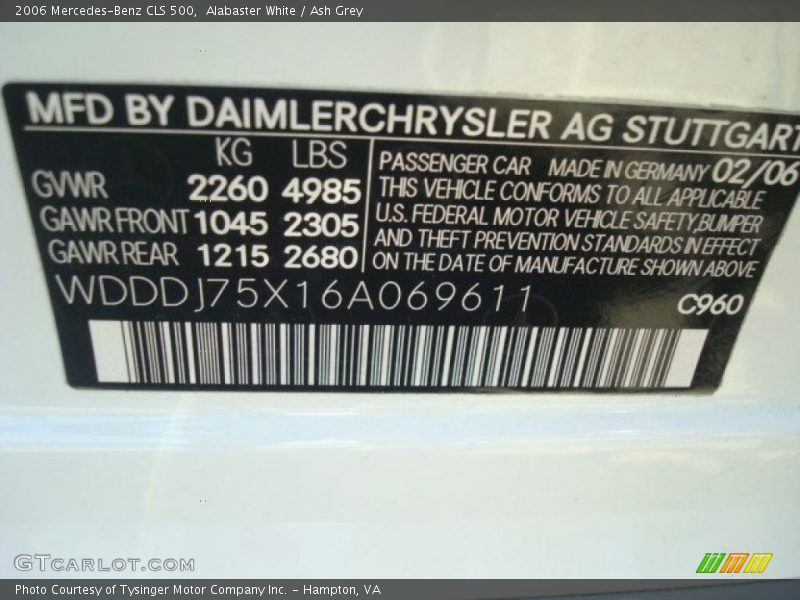 2006 Mercedes-Benz CLS 500, Alabaster White / Ash Grey
MFD BY DAIMLERCHRYSLER AG STUTTGART
KG LBS
GVWR 2260 4985
GAWR FRONT 1045 2305
GAWR REAR 1215 2680
PASSENGER CAR MADE IN GERMANY 02/06
THIS VEHICLE CONFORMS TO ALL APPLICABLE
U.S. FEDERAL MOTOR VEHICLE SAFETY,BUMPER
AND THEFT PREVENTION STANDARDS IN EFFECT
ON THE DATE OF MANUFACTURE SHOWN ABOVE
WDDDJ75X16A069611 C960
GTCARLOT.COM
Photo Courtesy of Tysinger Motor Company Inc. - Hampton, VA